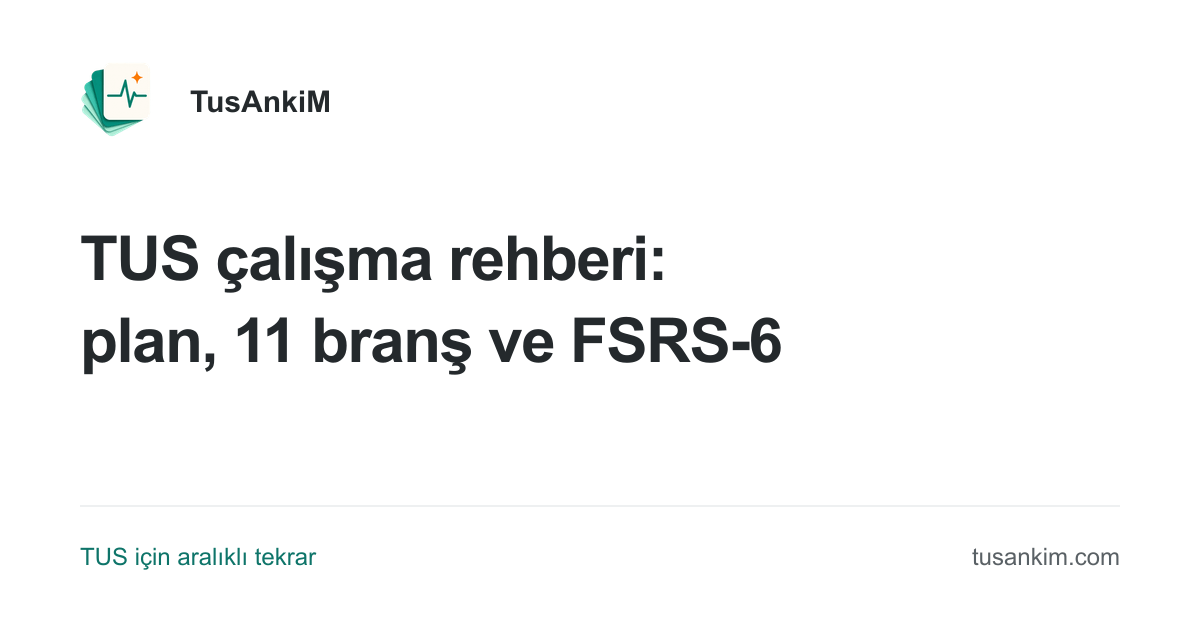 TusAnkiM
TUS çalışma rehberi:
plan, 11 branş ve FSRS-6
TUS için aralıklı tekrar
tusankim.com